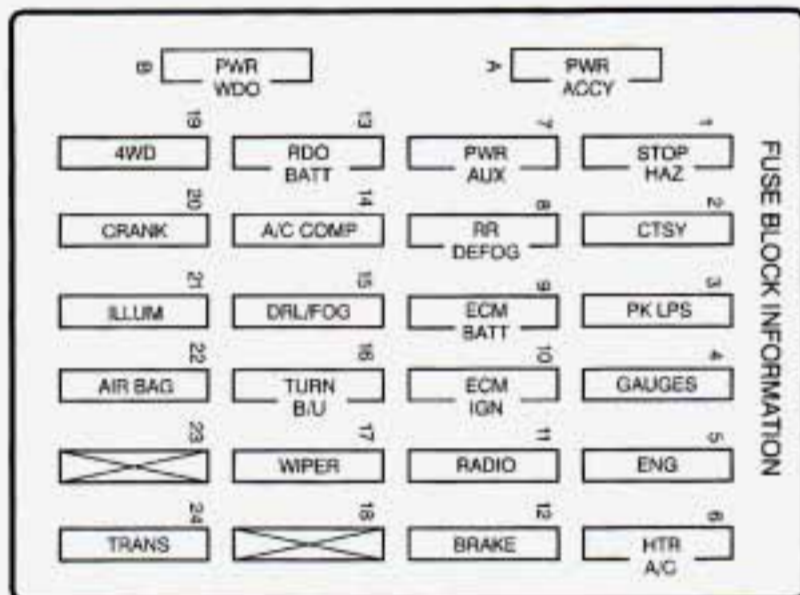 B
PWR
WDO
A
PWR
ACCY
19
4WD
13
RDO
BATT
7
PWR
AUX
1
STOP
HAZ
20
CRANK
14
A/C COMP
8
RR
DEFOG
2
CTSY
21
ILLUM
15
DRL/FOG
9
ECM
BATT
3
PK LPS
22
AIR BAG
16
TURN
B/U
10
ECM
IGN
4
GAUGES
23
17
WIPER
11
RADIO
5
ENG
24
TRANS
18
12
BRAKE
6
HTR
A/C
FUSE BLOCK INFORMATION